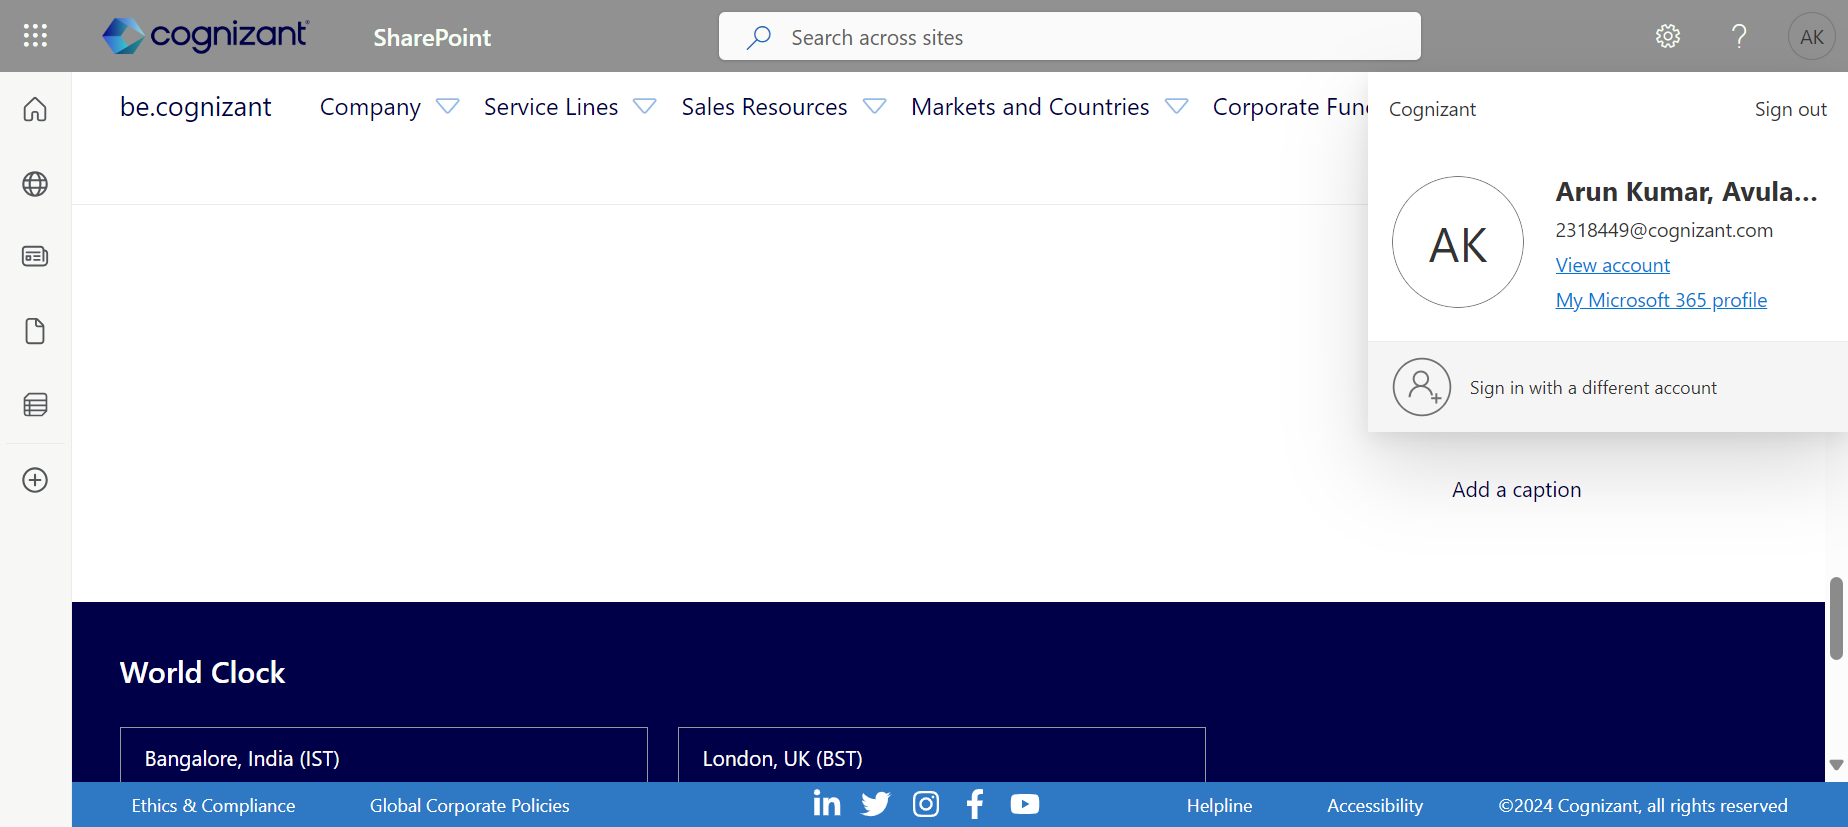 cognizant
SharePoint
Search across sites
AK
be.cognizant
Company
Service Lines
Sales Resources
Markets and Countries
Corporate Fun
Cognizant
Sign out
AK
Arun Kumar, Avula...
2318449@cognizant.com
View account
My Microsoft 365 profile
Sign in with a different account
Add a caption
World Clock
Bangalore, India (IST)
London, UK (BST)
Ethics & Compliance
Global Corporate Policies
Helpline
Accessibility
©2024 Cognizant, all rights reserved